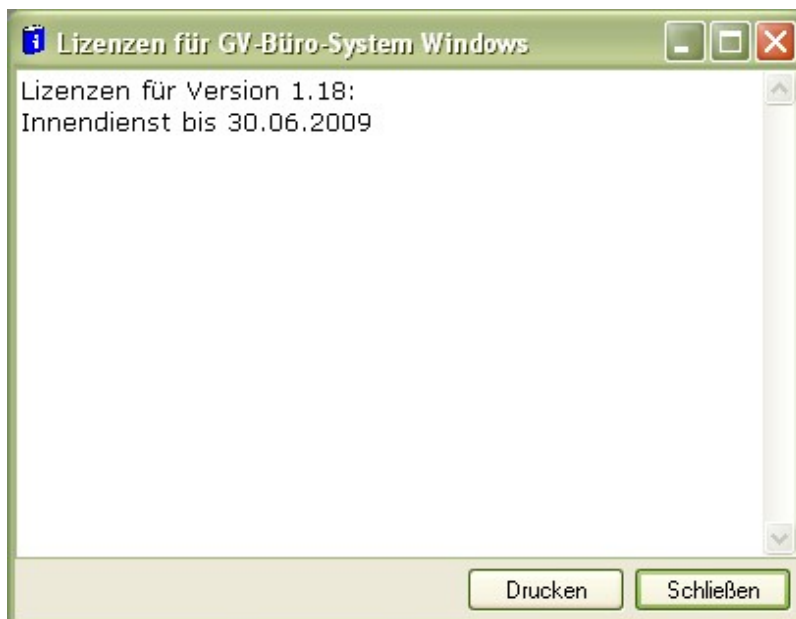 Lizenzen für GV-Büro-System Windows
Lizenzen für Version 1.18:
Innendienst bis 30.06.2009
Drucken
Schließen